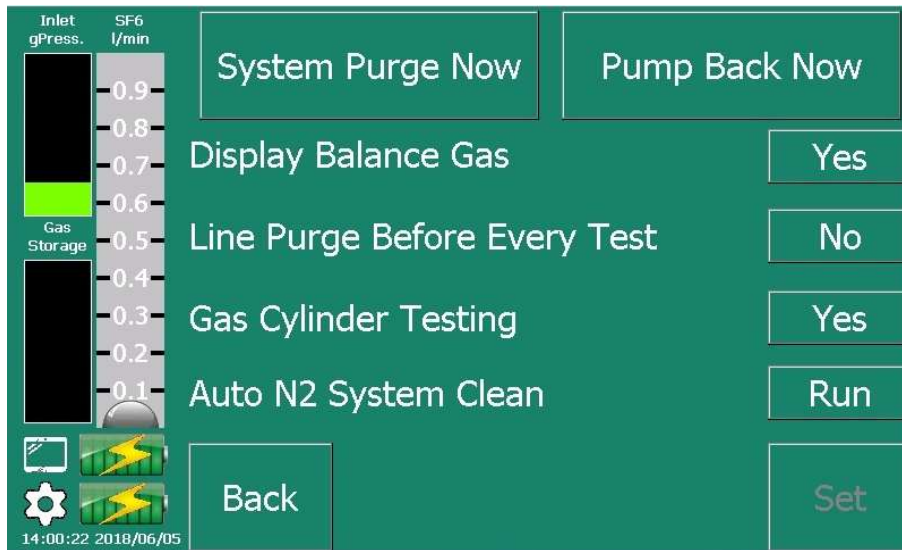 Inlet gPress.
SF6 l/min
System Purge Now
Pump Back Now
0.9
0.8
0.7
0.6
0.5
0.4
0.3
0.2
0.1
Display Balance Gas Yes
Gas Storage
Line Purge Before Every Test No
Gas Cylinder Testing Yes
Auto N2 System Clean Run
Back
Set
14:00:22 2018/06/05